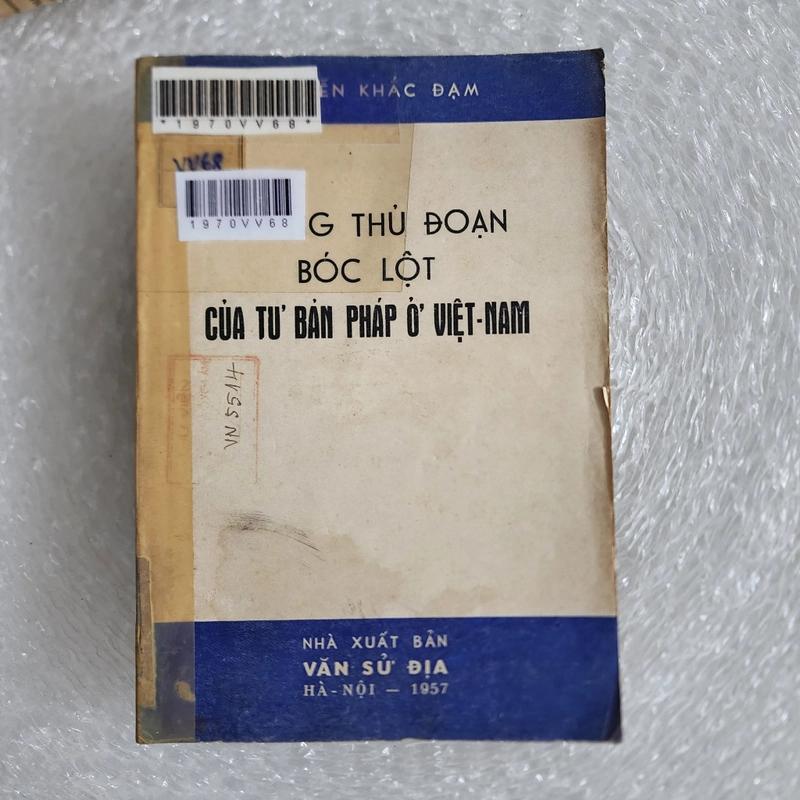 KHẮC ĐẠM
*1970VV68*
VV68
1970VV68
THỦ ĐOẠN
BÓC LỘT
CỦA TƯ BẢN PHÁP Ở VIỆT-NAM
VN 5514
NHÀ XUẤT BẢN
VĂN SỬ ĐỊA
HÀ-NỘI — 1957